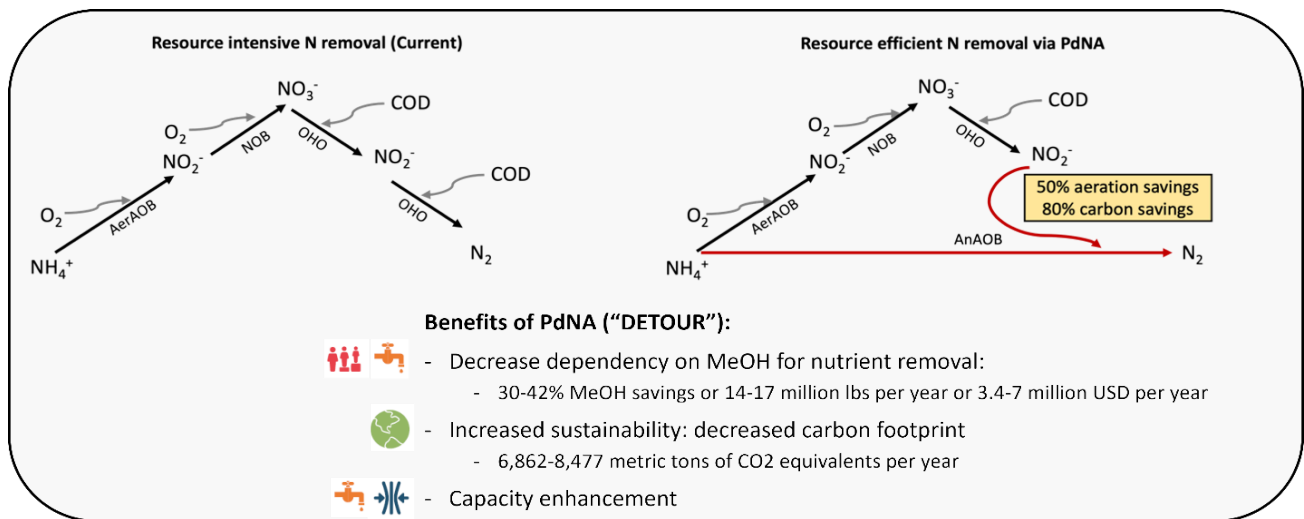 Resource intensive N removal (Current)
NO₃⁻
COD
O₂
NOB
OHO
NO₂⁻
NO₂⁻
COD
O₂
AerAOB
OHO
NH₄⁺
N₂
Resource efficient N removal via PdNA
NO₃⁻
COD
O₂
NOB
OHO
NO₂⁻
NO₂⁻
50% aeration savings
80% carbon savings
O₂
AerAOB
AnAOB
NH₄⁺
N₂
Benefits of PdNA (“DETOUR”):
- Decrease dependency on MeOH for nutrient removal:
- 30-42% MeOH savings or 14-17 million lbs per year or 3.4-7 million USD per year
- Increased sustainability: decreased carbon footprint
- 6,862-8,477 metric tons of CO2 equivalents per year
- Capacity enhancement